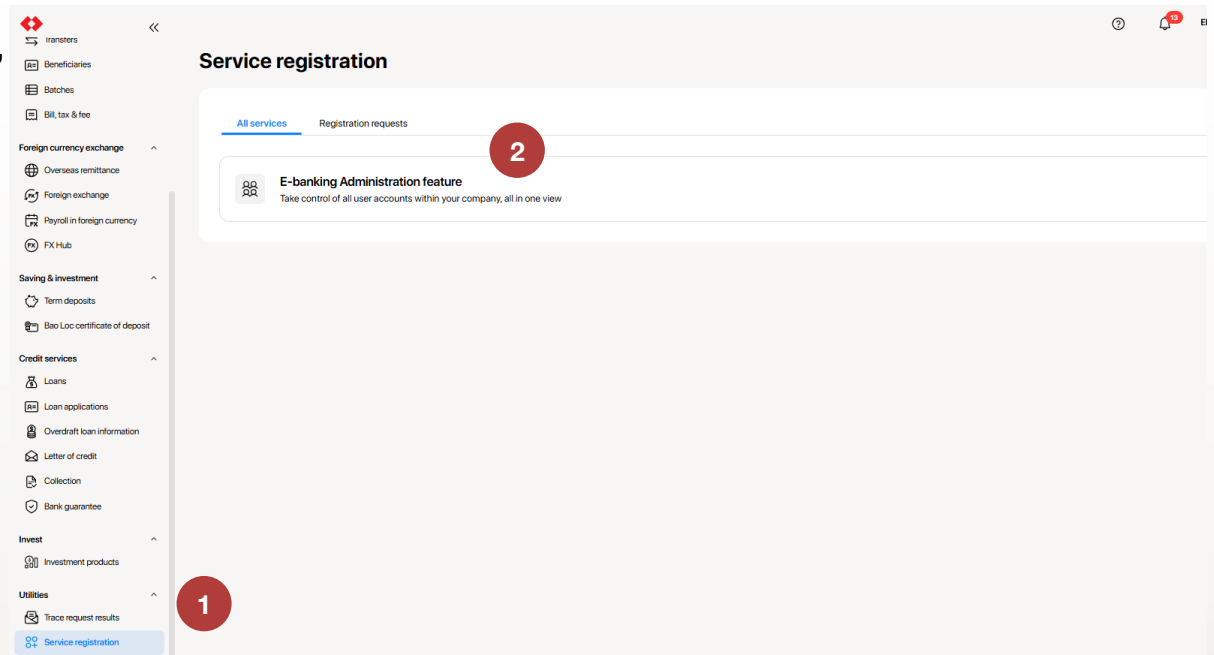 Transfers
Beneficiaries
Batches
Bill, tax & fee
Foreign currency exchange
Overseas remittance
FX
Foreign exchange
FX
Payroll in foreign currency
FX
FX Hub
Saving & investment
Term deposits
Bao Loc certificate of deposit
Credit services
Loans
Loan applications
Overdraft loan information
Letter of credit
Collection
Bank guarantee
Invest
Investment products
Utilities
Trace request results
Service registration
1
13
Service registration
All services
Registration requests
2
E-banking Administration feature
Take control of all user accounts within your company, all in one view